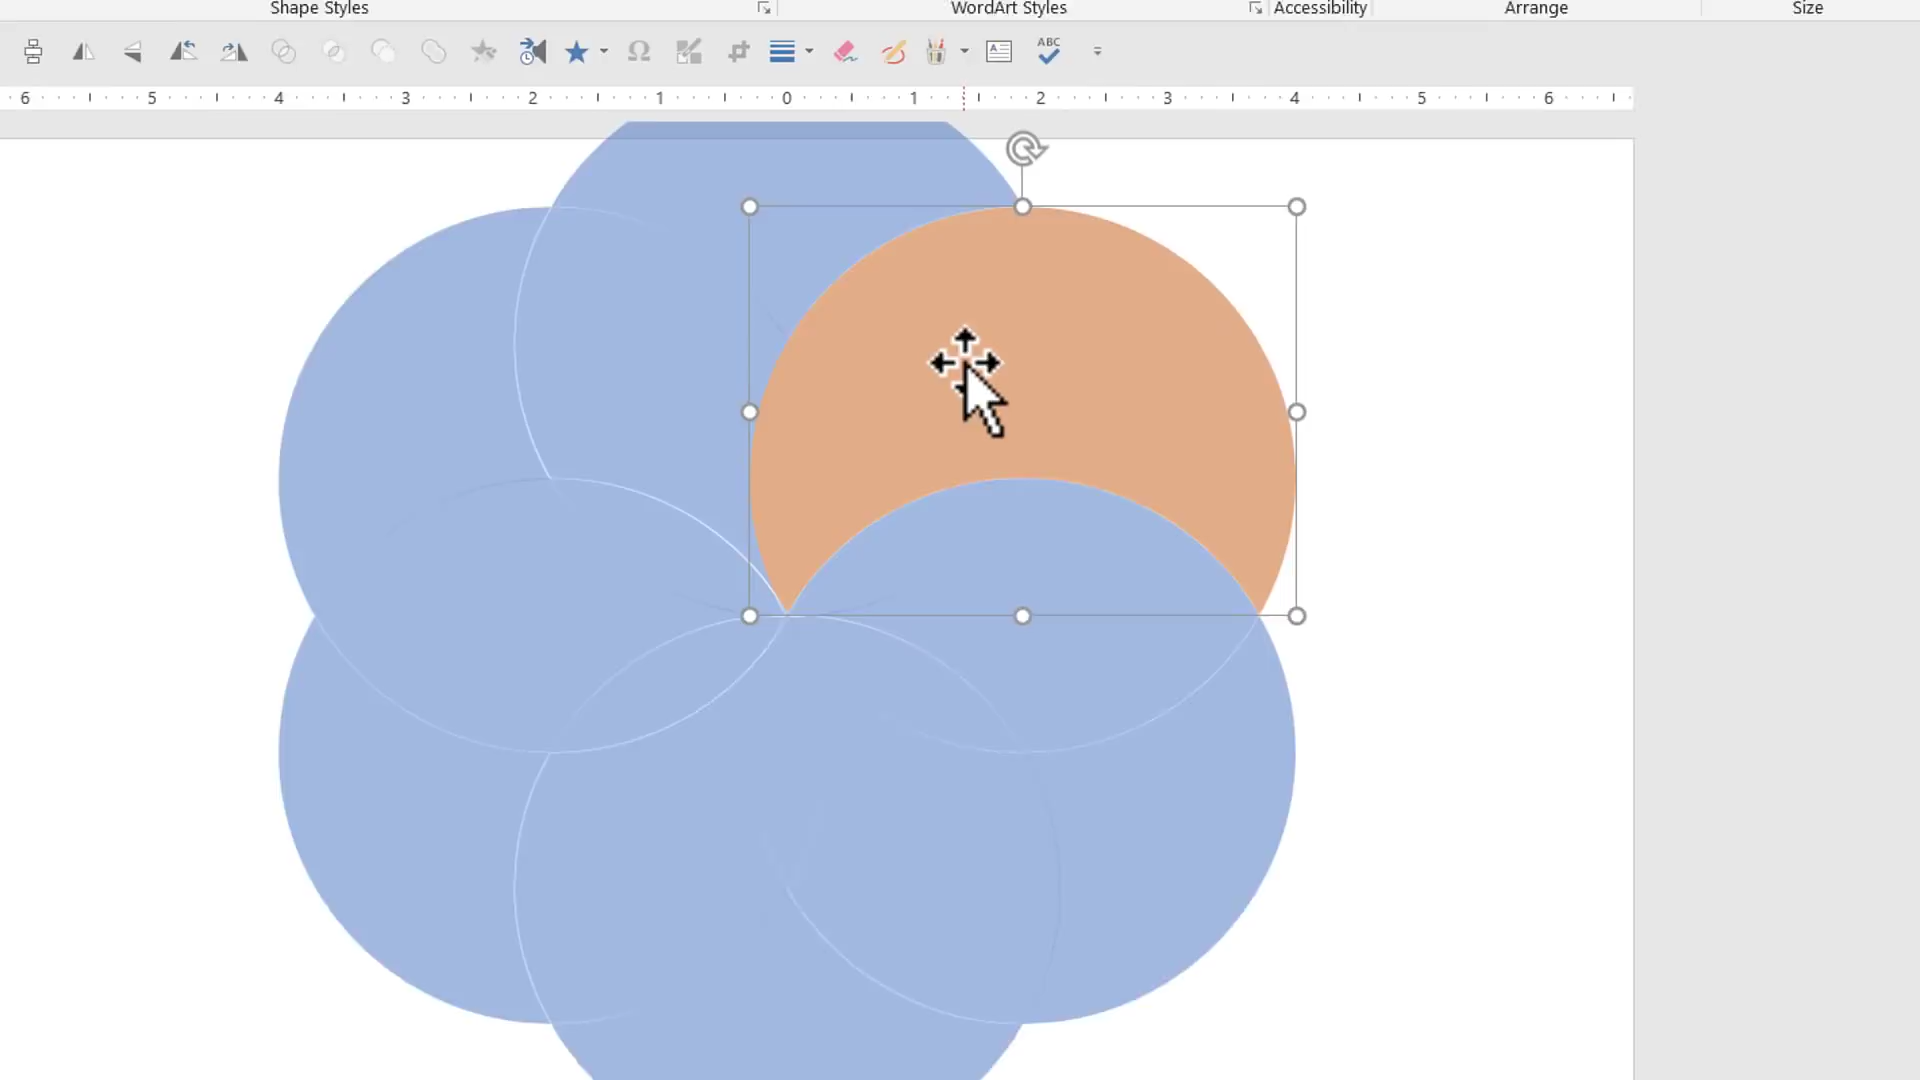 Shape Styles WordArt Styles Accessibility Arrange Size
Ω A ABC
6 5 4 3 2 1 0 1 2 3 4 5 6